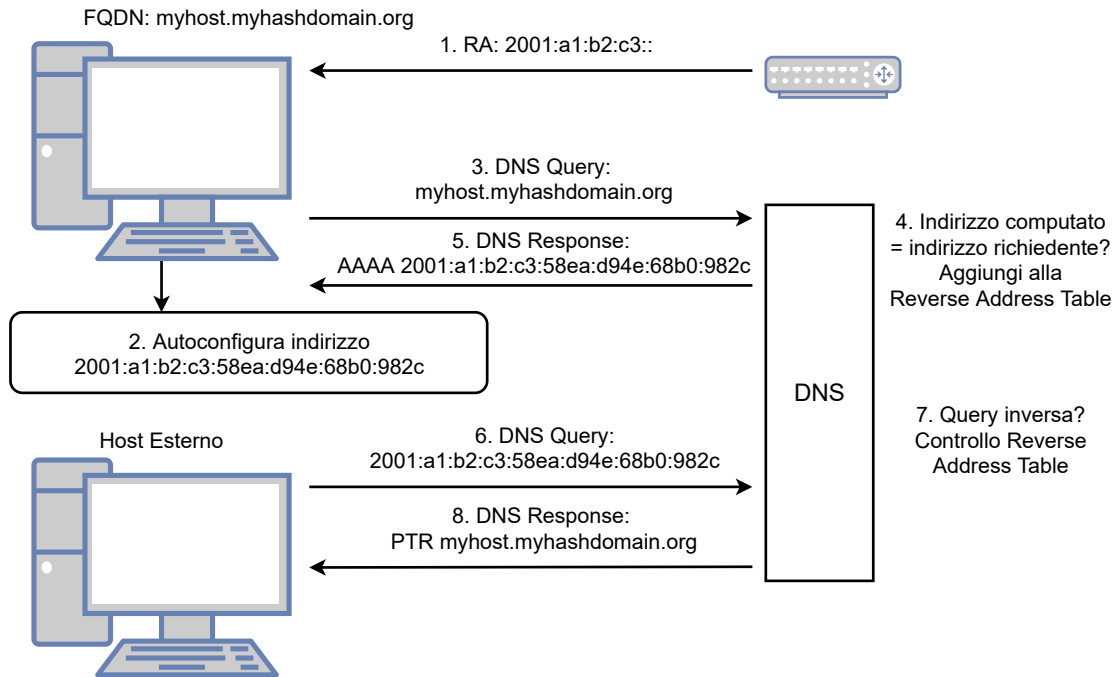 FQDN: myhost.myhashdomain.org
1. RA: 2001:a1:b2:c3::
3. DNS Query:
myhost.myhashdomain.org
4. Indirizzo computato
= indirizzo richiedente?
Aggiungi alla
Reverse Address Table
5. DNS Response:
AAAA 2001:a1:b2:c3:58ea:d94e:68b0:982c
2. Autoconfigura indirizzo
2001:a1:b2:c3:58ea:d94e:68b0:982c
DNS
Host Esterno
6. DNS Query:
2001:a1:b2:c3:58ea:d94e:68b0:982c
7. Query inversa?
Controllo Reverse
Address Table
8. DNS Response:
PTR myhost.myhashdomain.org